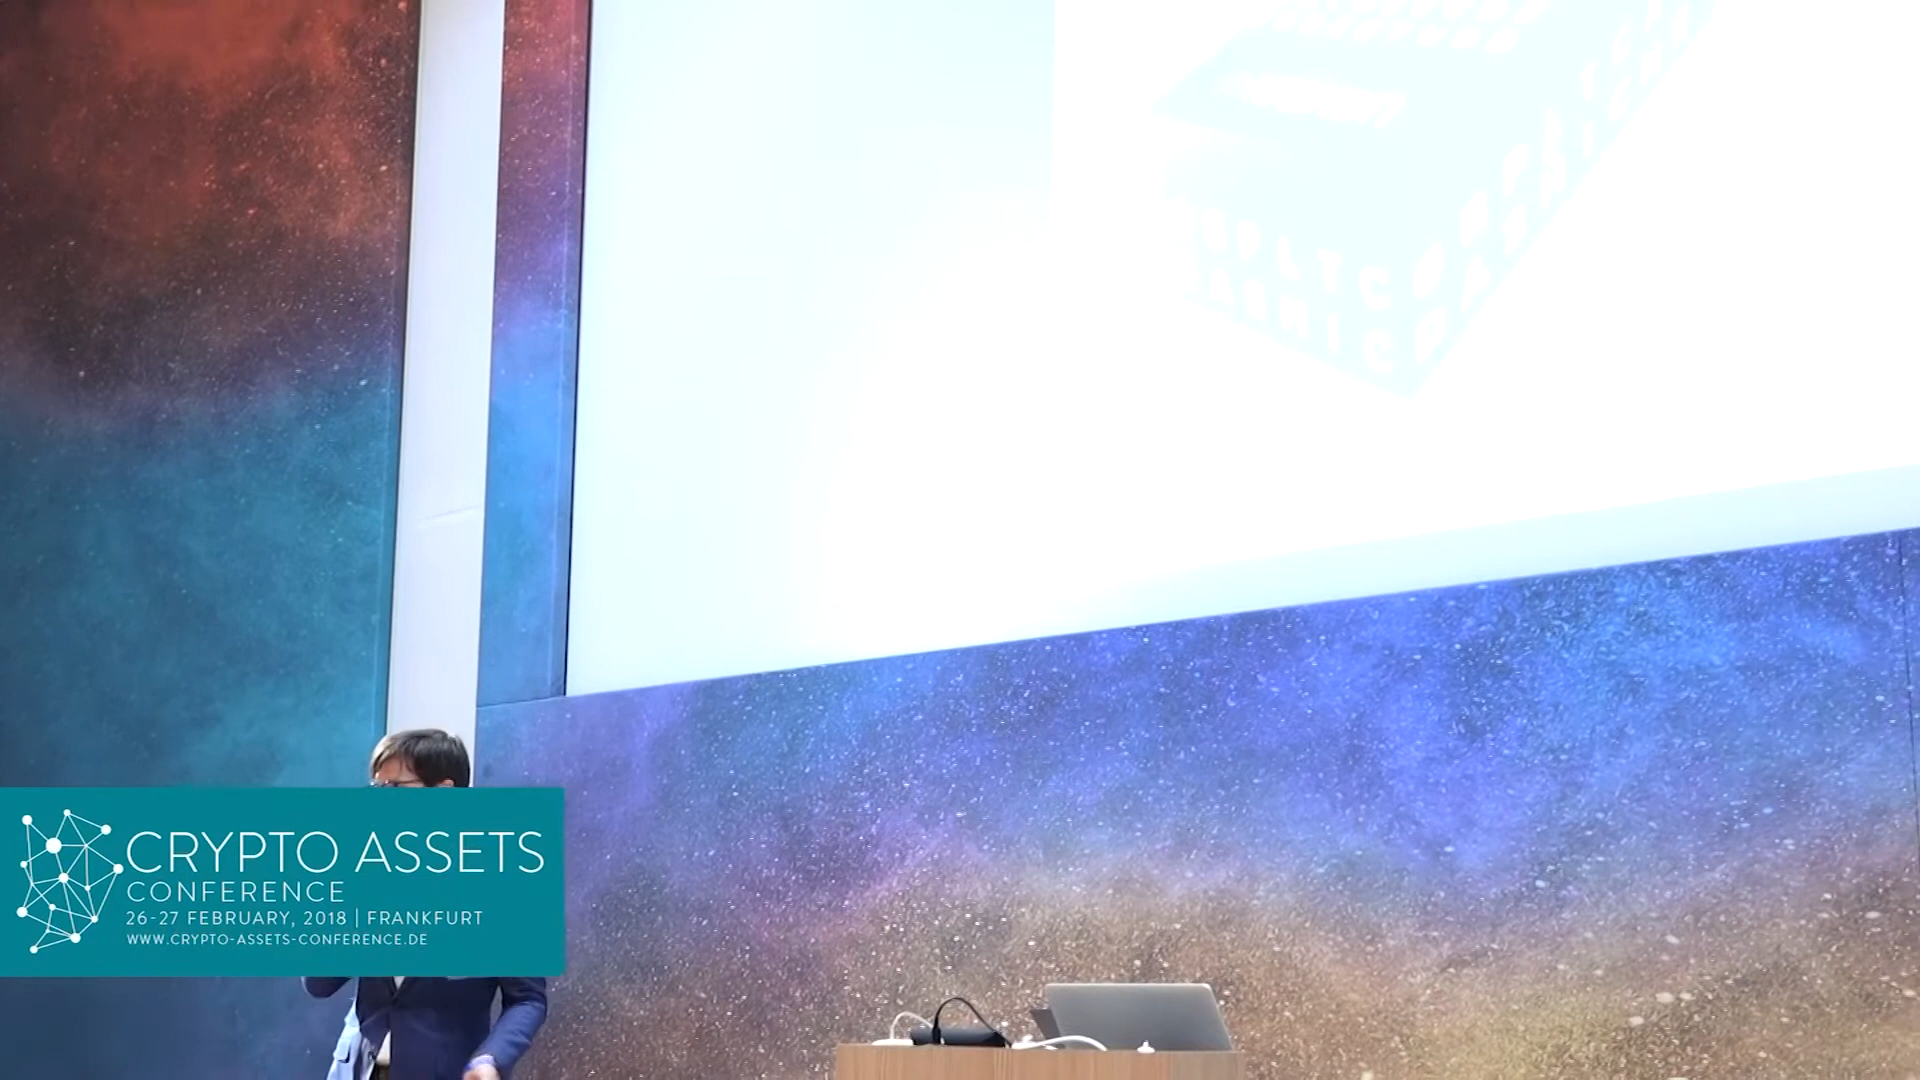 CRYPTO ASSETS
CONFERENCE
26-27 FEBRUARY, 2018 | FRANKFURT
WWW.CRYPTO-ASSETS-CONFERENCE.DE